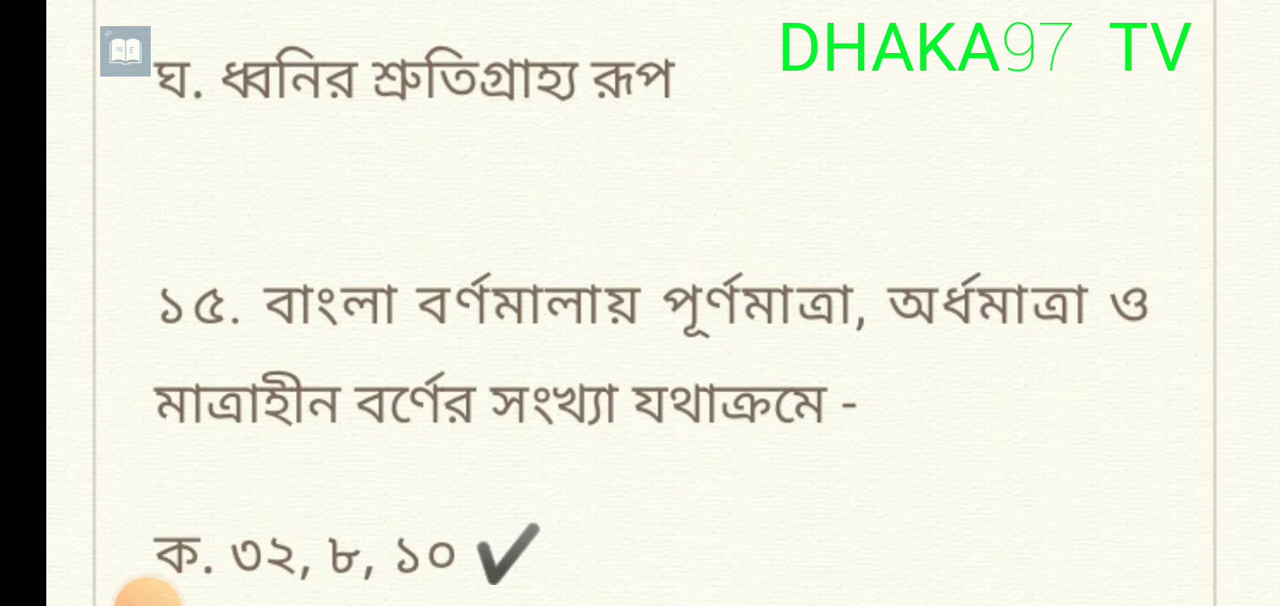 DHAKA97 TV
ঘ. ধ্বনির শ্রুতিগ্রাহ্য রূপ
১৫. বাংলা বর্ণমালায় পূর্ণমাত্রা, অর্ধমাত্রা ও
মাত্রাহীন বর্ণের সংখ্যা যথাক্রমে -
ক. ৩২, ৮, ১০ ✔